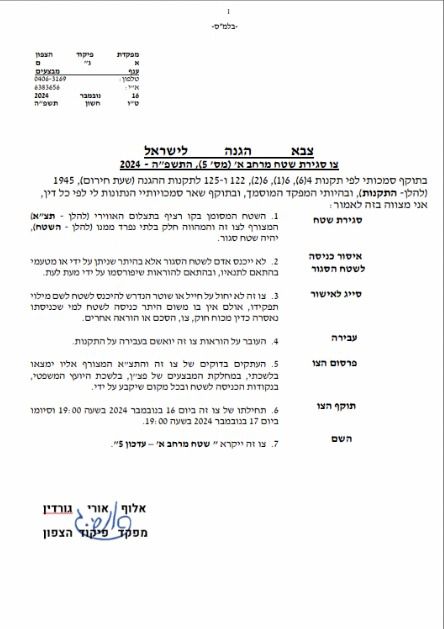 1
-בלמ"ס-
מפקדת פיקוד הצפון
א ג" ם
ענף מבצעים
טלפון: 0406-3169
6383656
16 נובמבר 2024
ט"ו חשון תשפ"ה
צבא הגנה לישראל
צו סגירת שטח מרחב א' (מס' 5), התשפ"ה - 2024
בתוקף סמכותי לפי תקנות 4(6), 6(1), 6(2), 122 ו-125 לתקנות ההגנה (שעת חירום), 1945
(להלן- התקנות), ובהיותי המפקד המוסמך, ובתוקף שאר סמכויותיי הנתונות לי לפי כל דין,
אני מצווה בזה לאמור:
סגירת שטח
1. השטח המסומן בקו רציף בתצלום האווירי (להלן - תצ"א)
המצורף לצו זה והמהווה חלק בלתי נפרד ממנו (להלן - השטח),
יהיה שטח סגור.
איסור כניסה לשטח הסגור
2. לא ייכנס אדם לשטח הסגור אלא בהיתר שניתן על ידי או מטעמי
בהתאם לתנאיו, ובהתאם להוראות שיפורסמו על ידי מעת לעת.
סייג לאישור
3. צו זה לא יחול על חייל או שוטר הנדרש להיכנס לשטח לשם מילוי
תפקידו, אולם אין בו משום היתר כניסה לשטח למי שכניסתו
נאסרה כדין מכוח חוק, צו, הסכם או הוראה אחרים.
עבירה
4. העובר על הוראות צו זה יואשם בעבירה על התקנות.
פרסום הצו
5. העתקים בדוקים של צו זה והתצ"א המצורף אליו ימצאו
בלשכתי, במחלקת המבצעים של פצ"ן, בלשכת היועץ המשפטי,
בנקודות הכניסה לשטח ובכל מקום שיקבע על ידי.
תוקף הצו
6. תחילתו של צו זה ביום 16 בנובמבר 2024 בשעה 19:00 וסיומו
ביום 17 בנובמבר 2024 בשעה 19:00.
השם
7. צו זה ייקרא " שטח מרחב א' – עדכון 5".
אלוף אורי גורדין
מפקד פיקוד הצפון